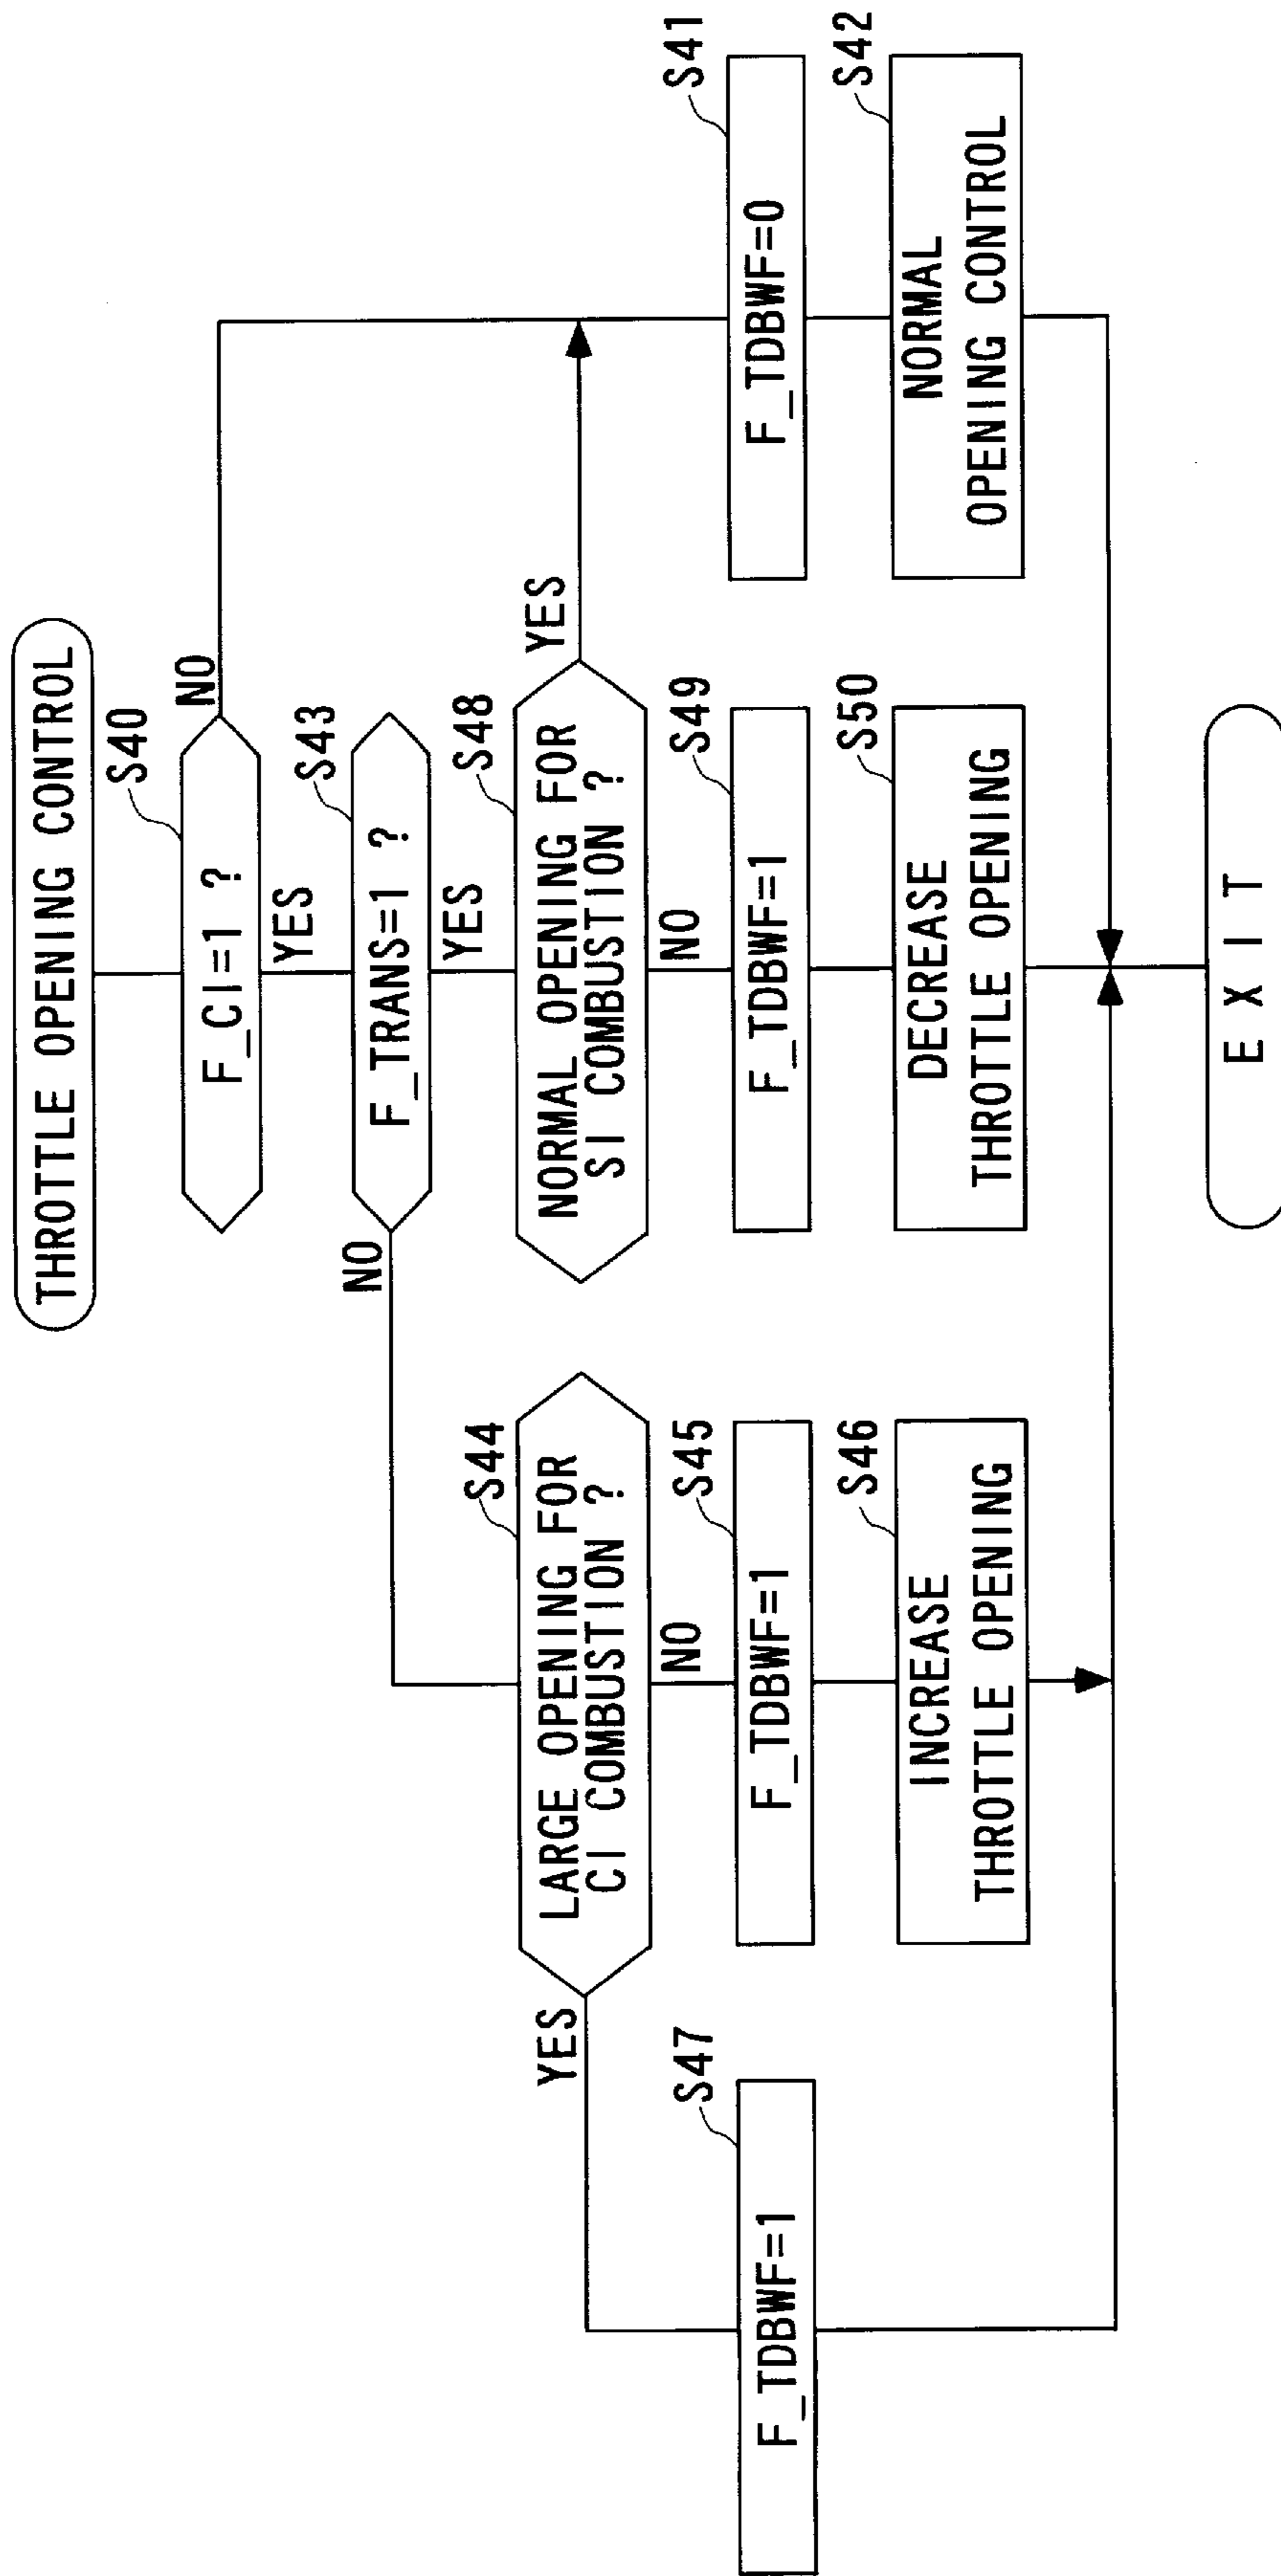 THROTTLE OPENING CONTROL
S40
F_CI=1 ?
NO
YES
S43
F_TRANS=1 ?
NO
YES
S44
LARGE OPENING FOR
CI COMBUSTION ?
YES
NO
S48
NORMAL OPENING FOR
SI COMBUSTION ?
YES
NO
S47
F_TDBWF=1
S45
F_TDBWF=1
S49
F_TDBWF=1
S41
F_TDBWF=0
S46
INCREASE
THROTTLE OPENING
S50
DECREASE
THROTTLE OPENING
S42
NORMAL
OPENING CONTROL
E X I T